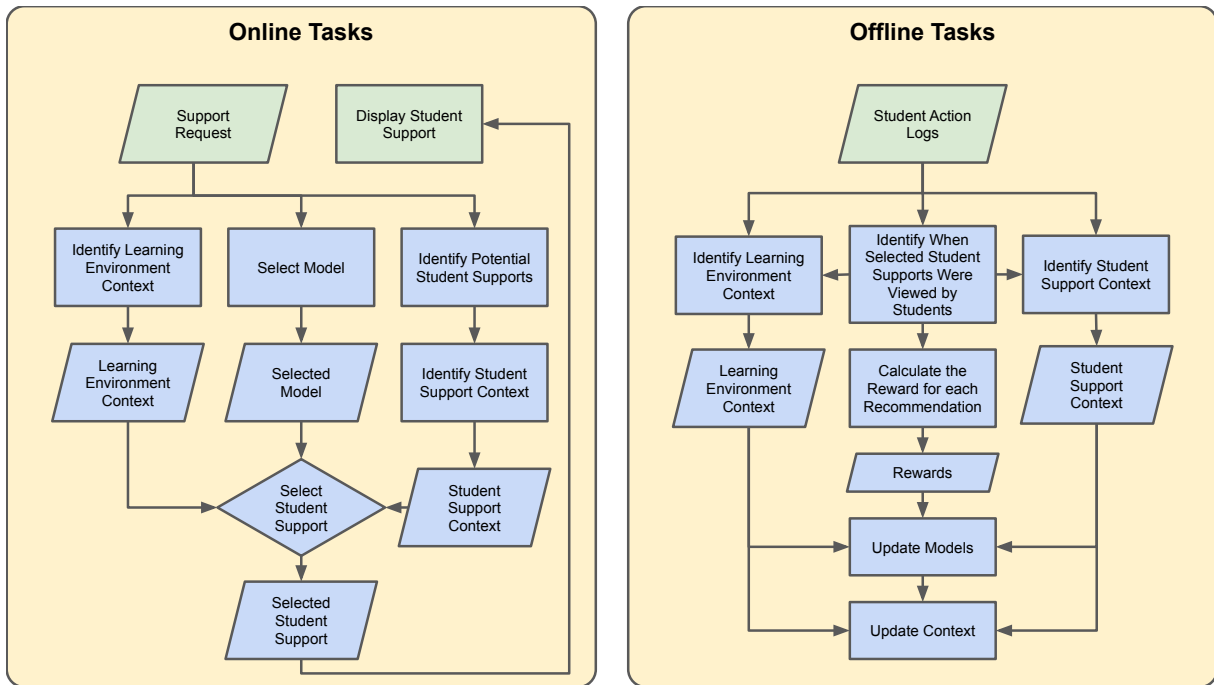 Online Tasks
Support
Request
Display Student
Support
Identify Learning
Environment
Context
Select Model
Identify Potential
Student Supports
Learning
Environment
Context
Selected
Model
Identify Student
Support Context
Select
Student
Support
Student
Support
Context
Selected
Student
Support
Offline Tasks
Student Action
Logs
Identify Learning
Environment
Context
Identify When
Selected Student
Supports Were
Viewed by
Students
Identify Student
Support Context
Learning
Environment
Context
Calculate the
Reward for each
Recommendation
Student
Support
Context
Rewards
Update Models
Update Context